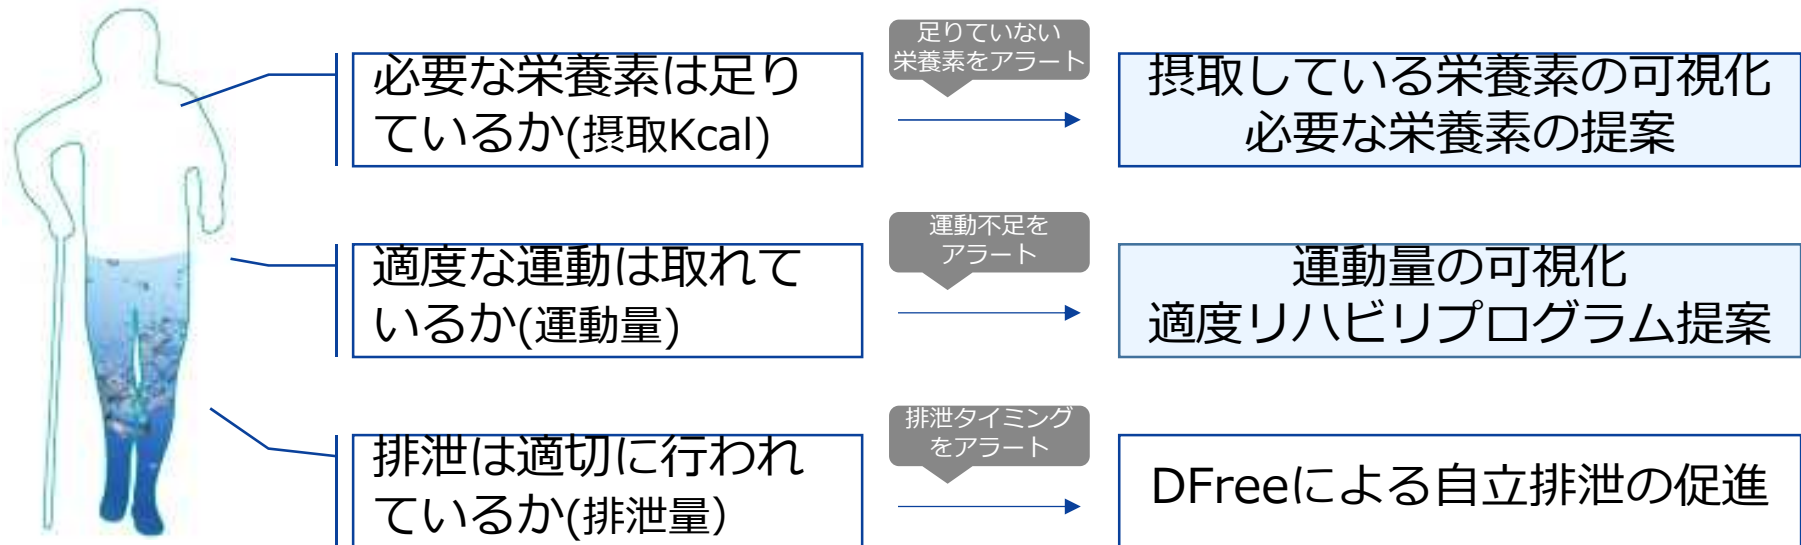 必要な栄養素は足り
ているか(摂取Kcal)
足りていない
栄養素をアラート
摂取している栄養素の可視化
必要な栄養素の提案
適度な運動は取れて
いるか(運動量)
運動不足を
アラート
運動量の可視化
適度リハビリプログラム提案
排泄は適切に行われ
ているか(排泄量）
排泄タイミング
をアラート
DFreeによる自立排泄の促進